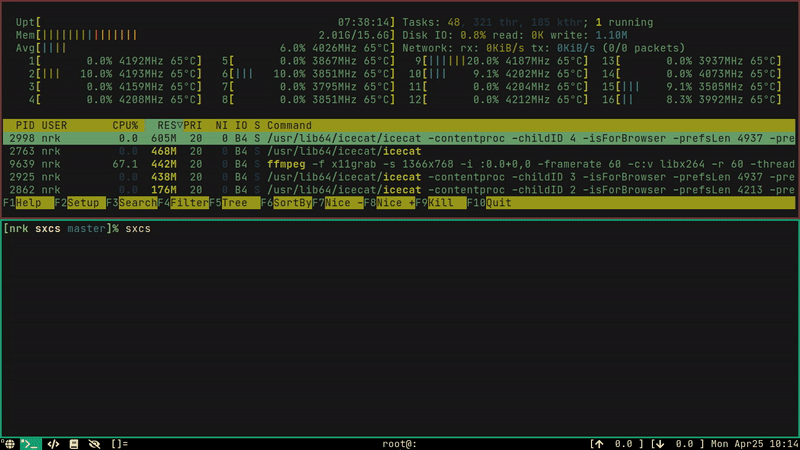 Upt[ 07:38:14] Tasks: 48, 321 thr, 185 kthr; 1 running
Mem[||||||||||||||||| 2.01G/15.6G] Disk IO: 0.8% read: 0K write: 1.10M
Avg[|||| 6.0% 4026MHz 65°C] Network: rx: 0KiB/s tx: 0KiB/s (0/0 packets)
1[ 0.0% 4192MHz 65°C] 5[ 0.0% 3867MHz 65°C] 9[||||||20.0% 4187MHz 65°C] 13[ 0.0% 3937MHz 65°C]
2[||| 10.0% 4193MHz 65°C] 6[||| 10.0% 3851MHz 65°C] 10[||| 9.1% 4202MHz 65°C] 14[ 0.0% 4073MHz 65°C]
3[ 0.0% 4159MHz 65°C] 7[ 0.0% 3795MHz 65°C] 11[ 0.0% 4204MHz 65°C] 15[||| 9.1% 3505MHz 65°C]
4[ 0.0% 4208MHz 65°C] 8[ 0.0% 3851MHz 65°C] 12[ 0.0% 4212MHz 65°C] 16[|| 8.3% 3992MHz 65°C]
PID USER CPU% RES▽PRI NI IO S Command
2998 nrk 0.0 605M 20 0 B4 S /usr/lib64/icecat/icecat -contentproc -childID 4 -isForBrowser -prefsLen 4937 -pre
2763 nrk 0.0 468M 20 0 B4 S /usr/lib64/icecat/icecat
9639 nrk 67.1 442M 20 0 B4 S ffmpeg -f x11grab -s 1366x768 -i :0.0+0,0 -framerate 60 -c:v libx264 -r 60 -thread
2925 nrk 0.0 438M 20 0 B4 S /usr/lib64/icecat/icecat -contentproc -childID 3 -isForBrowser -prefsLen 4937 -pre
2862 nrk 0.0 176M 20 0 B4 S /usr/lib64/icecat/icecat -contentproc -childID 2 -isForBrowser -prefsLen 4213 -pre
F1Help F2Setup F3SearchF4FilterF5Tree F6SortByF7Nice -F8Nice +F9Kill F10Quit
[nrk sxcs master]% sxcs
>_ </> []= root@: [↑ 0.0 ] [↓ 0.0 ] Mon Apr25 10:14